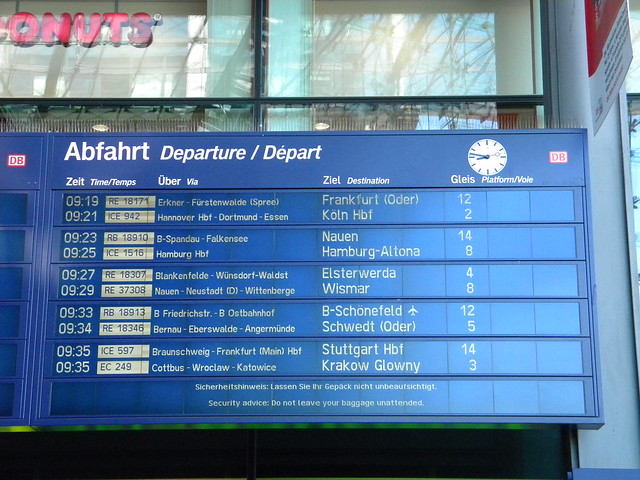 ONUTS
DB
Abfahrt Departure / Départ
DB
Zeit Time/Temps Über Via Ziel Destination Gleis Platform/Voie
09:19 RE 18171 Erkner - Fürstenwalde (Spree) Frankfurt (Oder) 12
09:21 ICE 942 Hannover Hbf - Dortmund - Essen Köln Hbf 2
09:23 RB 18910 B-Spandau - Falkensee Nauen 14
09:25 ICE 1516 Hamburg Hbf Hamburg-Altona 8
09:27 RE 18307 Blankenfelde - Wünsdorf-Waldst Elsterwerda 4
09:29 RE 37308 Nauen - Neustadt (D) - Wittenberge Wismar 8
09:33 RB 18913 B Friedrichstr. - B Ostbahnhof B-Schönefeld 12
09:34 RE 18346 Bernau - Eberswalde - Angermünde Schwedt (Oder) 5
09:35 ICE 597 Braunschweig - Frankfurt (Main) Hbf Stuttgart Hbf 14
09:35 EC 249 Cottbus - Wroclaw - Katowice Krakow Glowny 3
Sicherheitshinweis: Lassen Sie Ihr Gepäck nicht unbeaufsichtigt.
Security advice: Do not leave your baggage unattended.